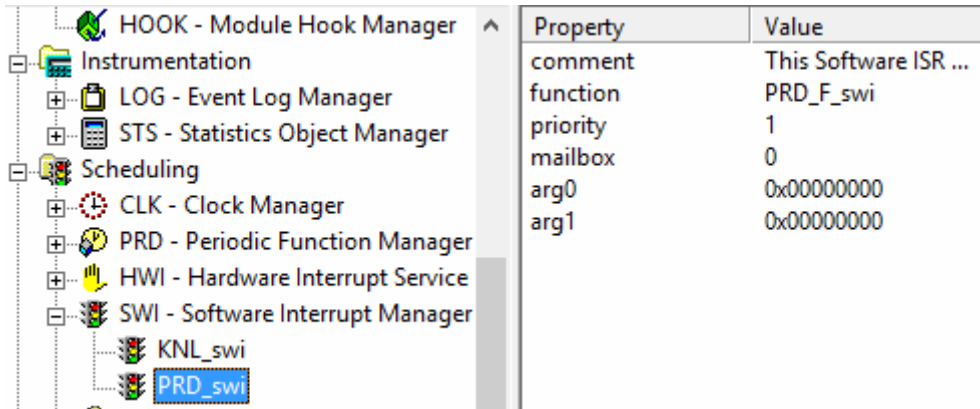 HOOK - Module Hook Manager
Instrumentation
LOG - Event Log Manager
STS - Statistics Object Manager
Scheduling
CLK - Clock Manager
PRD - Periodic Function Manager
HWI - Hardware Interrupt Service
SWI - Software Interrupt Manager
KNL_swi
PRD_swi
Property Value
comment This Software ISR ...
function PRD_F_swi
priority 1
mailbox 0
arg0 0x00000000
arg1 0x00000000